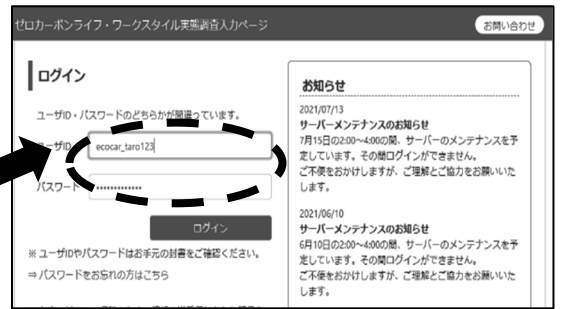 ゼロカーボンライフ・ワークスタイル実態調査入力ページ
お問い合わせ
ログイン
ユーザID・パスワードのどちらかが間違っています。
ユーザID
ecocar_taro123
パスワード
ログイン
※ ユーザIDやパスワードはお手元の封書をご確認ください。
⇒ パスワードをお忘れの方はこちら
お知らせ
2021/07/13
サーバーメンテナンスのお知らせ
7月15日の2:00~4:00の間、サーバーのメンテナンスを予
定しています。その間ログインができません。
ご不便をおかけしますが、ご理解とご協力をお願いいた
します。
2021/06/10
サーバーメンテナンスのお知らせ
6月10日の2:00~4:00の間、サーバーのメンテナンスを予
定しています。その間ログインができません。
ご不便をおかけしますが、ご理解とご協力をお願いいた
します。